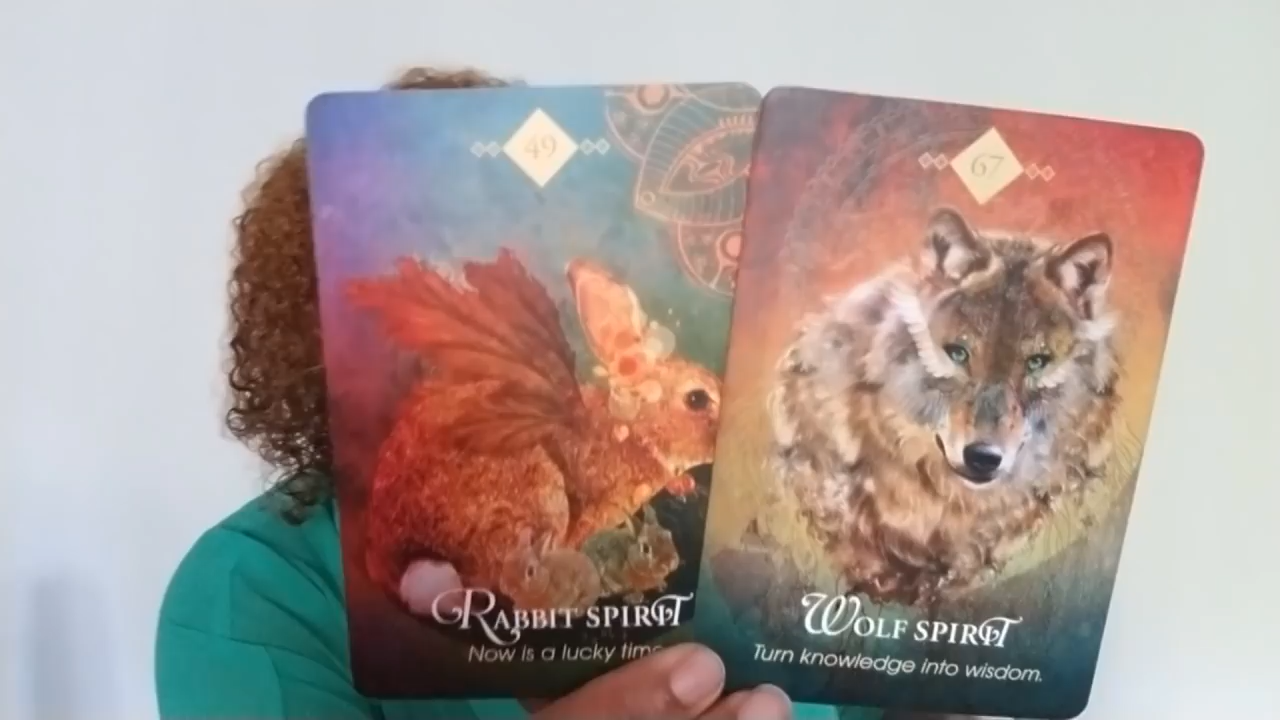 49
RABBIT SPIRIT
Now is a lucky time
67
WOLF SPIRIT
Turn knowledge into wisdom.